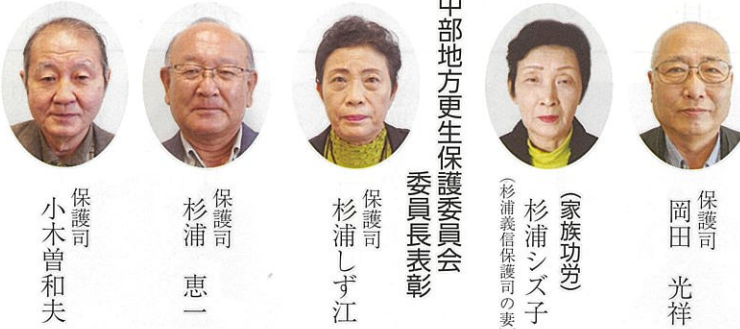 保護司
岡田 光祥
(家族功労)
杉浦シズ子
(杉浦義信保護司の妻
中部地方更生保護委員会
委員長表彰
保護司
杉浦しず江
保護司
杉浦 恵一
保護司
小木曽和夫